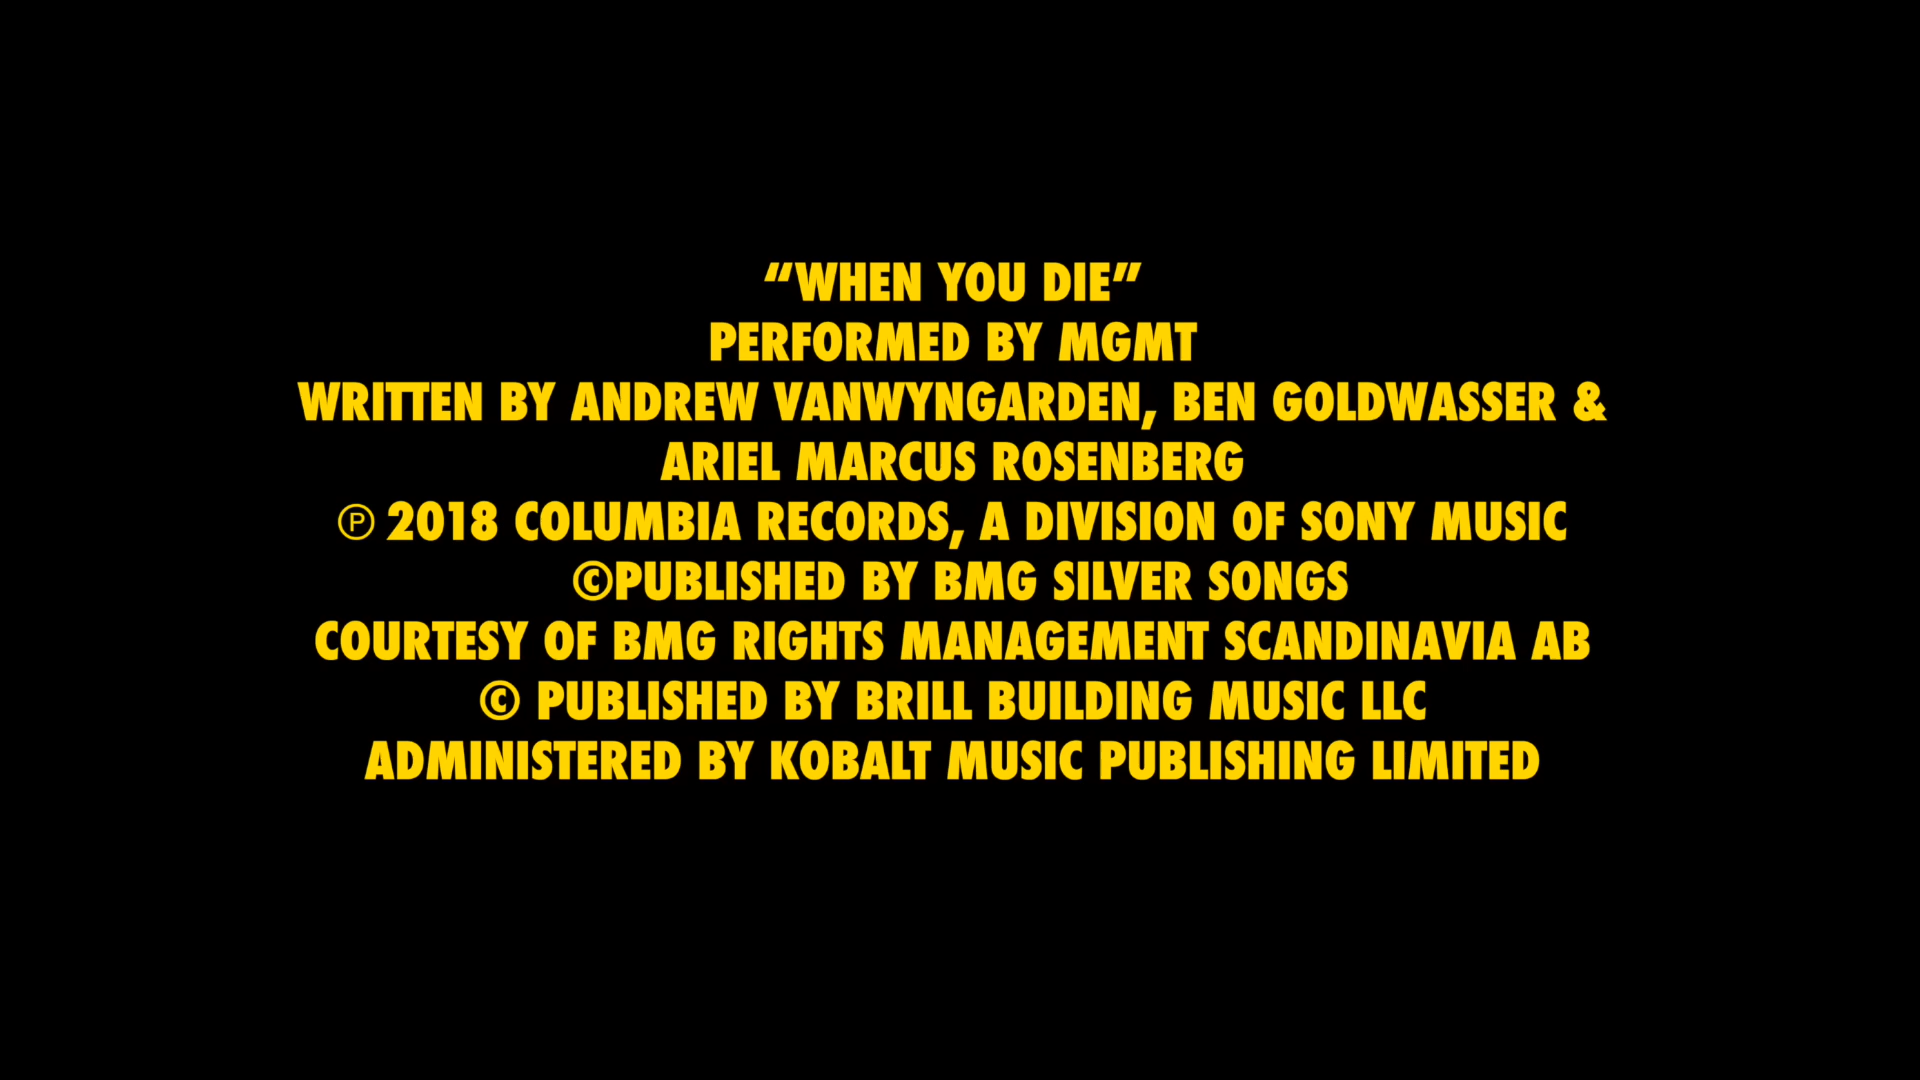 “WHEN YOU DIE”
PERFORMED BY MGMT
WRITTEN BY ANDREW VANWYNGARDEN, BEN GOLDWASSER &
ARIEL MARCUS ROSENBERG
℗ 2018 COLUMBIA RECORDS, A DIVISION OF SONY MUSIC
©PUBLISHED BY BMG SILVER SONGS
COURTESY OF BMG RIGHTS MANAGEMENT SCANDINAVIA AB
© PUBLISHED BY BRILL BUILDING MUSIC LLC
ADMINISTERED BY KOBALT MUSIC PUBLISHING LIMITED